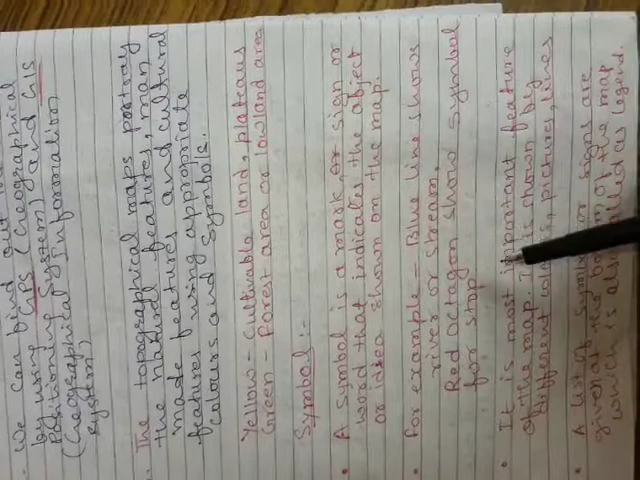 - We can find out the
by using GPS (Geographical
Positioning System) and GIS
(Geographical Information
system)
. The topographical maps portray
the natural features, man
made features and cultural
features using appropriate
colours and Symbols.
Yellow - Cultivable land, plateaus
Green - Forest area or lowland area
Symbol :-
• A symbol is a mark, or sign or
word that indicates the object
or idea shown on the map.
• For example - Blue line shows
river or stream.
Red Octagon show symbol
for stop
• It is most important feature
of the map. It is shown by
different colours, pictures, lines
• A list of symbols or signs are
given at the bottom of the map
which is also called as legend.